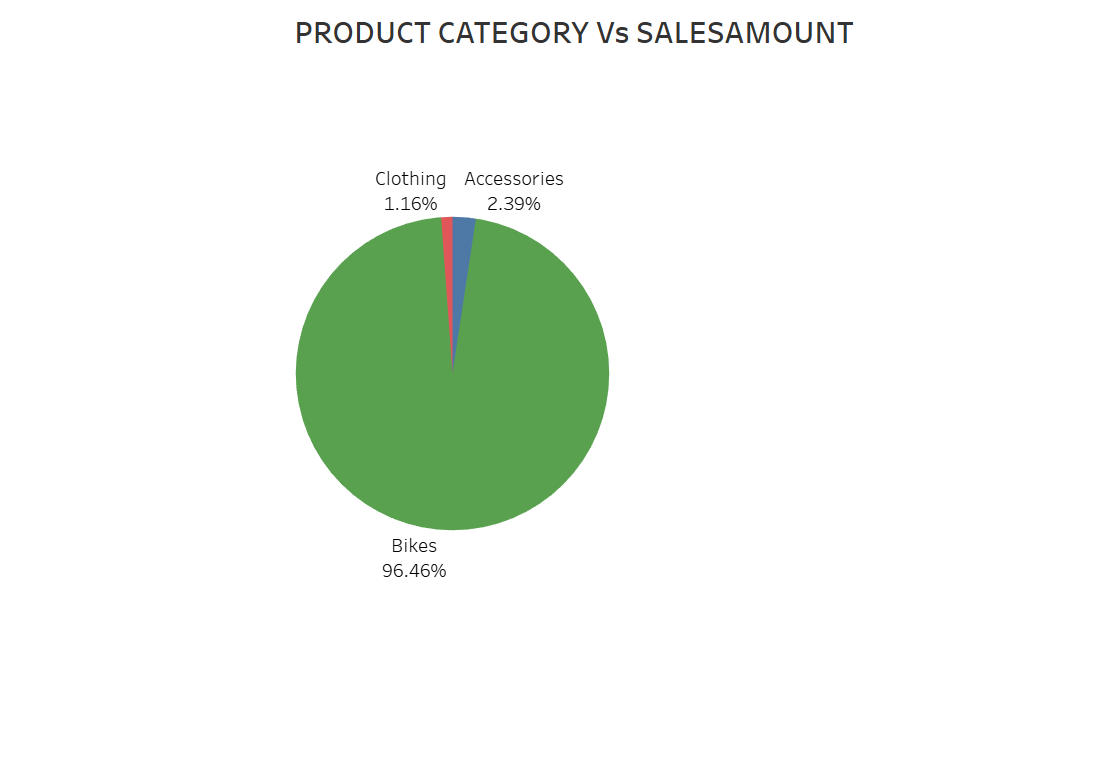 PRODUCT CATEGORY Vs SALESAMOUNT
Clothing
1.16%
Accessories
2.39%
Bikes
96.46%